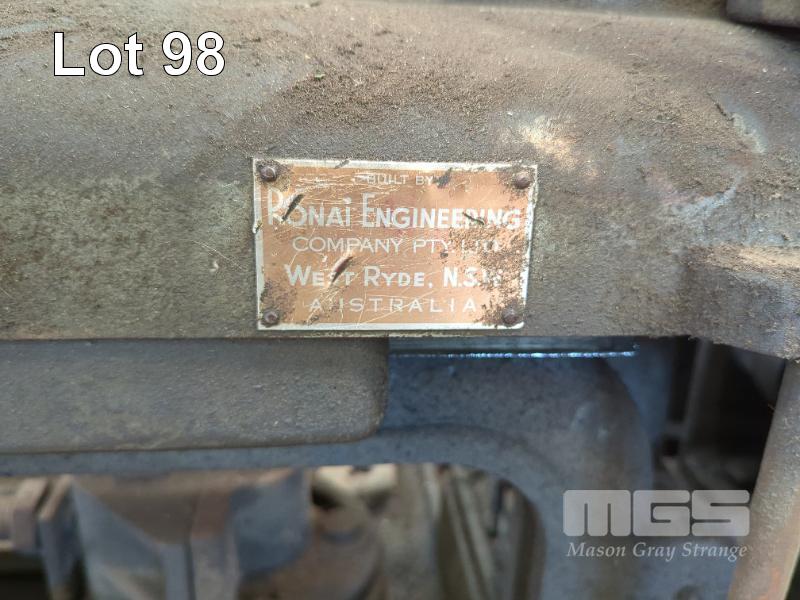 Lot 98
BUILT BY
RONAI ENGINEERING
COMPANY PTY LTD
WEST RYDE, N.S.W.
AUSTRALIA
MGS
Mason Gray Strange